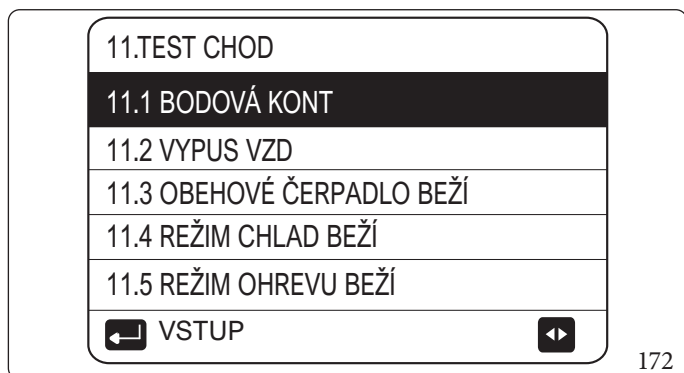 11.TEST CHOD
11.1 BODOVÁ KONT
11.2 VYPUS VZD
11.3 OBEHOVÉ ČERPADLO BEŽÍ
11.4 REŽIM CHLAD BEŽÍ
11.5 REŽIM OHREVU BEŽÍ
VSTUP
172